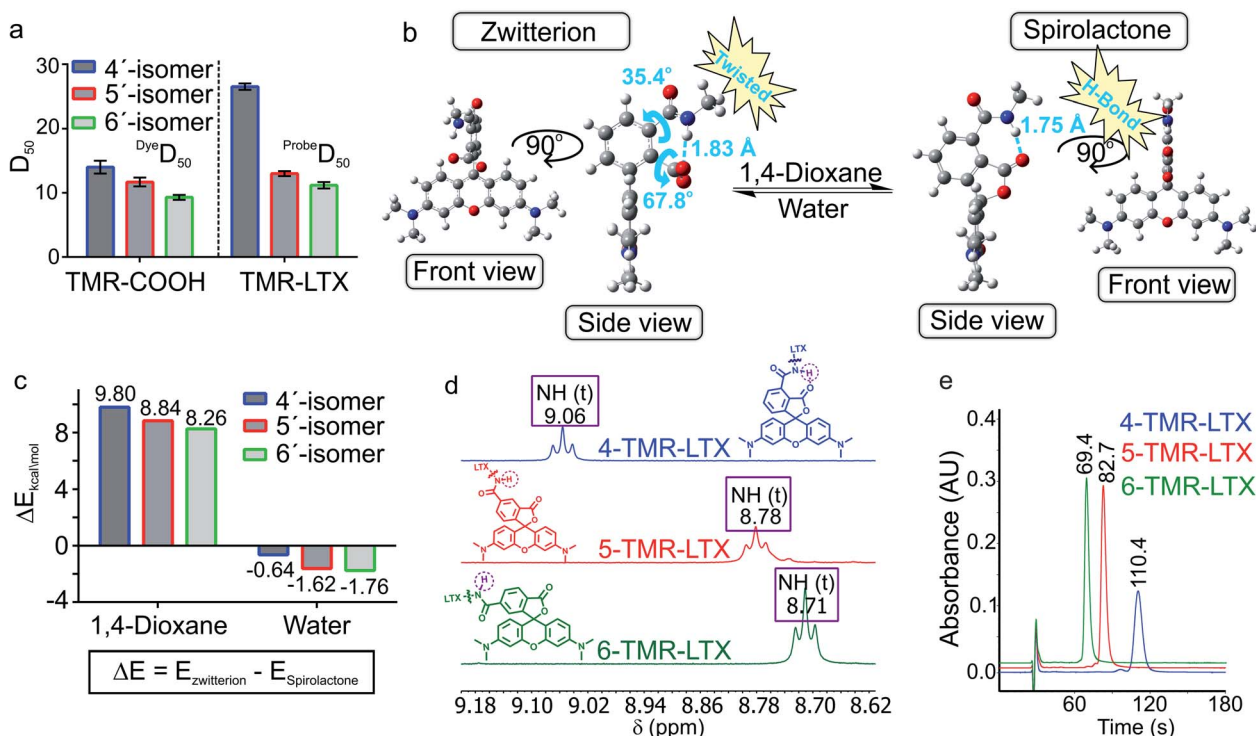 a
30
20
10
0
D50
4´-isomer
5´-isomer
6´-isomer
DyeD50
ProbeD50
TMR-COOH
TMR-LTX
b
Zwitterion
Spirolactone
90°
35.4°
Twisted
1.83 Å
67.8°
1,4-Dioxane
Water
1.75 Å
H-Bond
90°
Front view
Side view
Side view
Front view
c
ΔEkcal\mol
8
4
0
-4
9.80
8.84
8.26
4´-isomer
5´-isomer
6´-isomer
-0.64
-1.62
-1.76
1,4-Dioxane
Water
ΔE = Ezwitterion - ESpirolactone
d
NH (t)
9.06
LTX
N
H
O
O
O
N
O
N
4-TMR-LTX
LTX
N
H
O
O
O
N
O
N
NH (t)
8.78
5-TMR-LTX
H
LTX
N
O
O
O
N
O
N
NH (t)
8.71
6-TMR-LTX
9.18 9.10 9.02 8.94 8.86 8.78 8.70 8.62
δ (ppm)
e
Absorbance (AU)
0.4
0.3
0.2
0.1
0.0
69.4
82.7
110.4
4-TMR-LTX
5-TMR-LTX
6-TMR-LTX
60 120 180
Time (s)